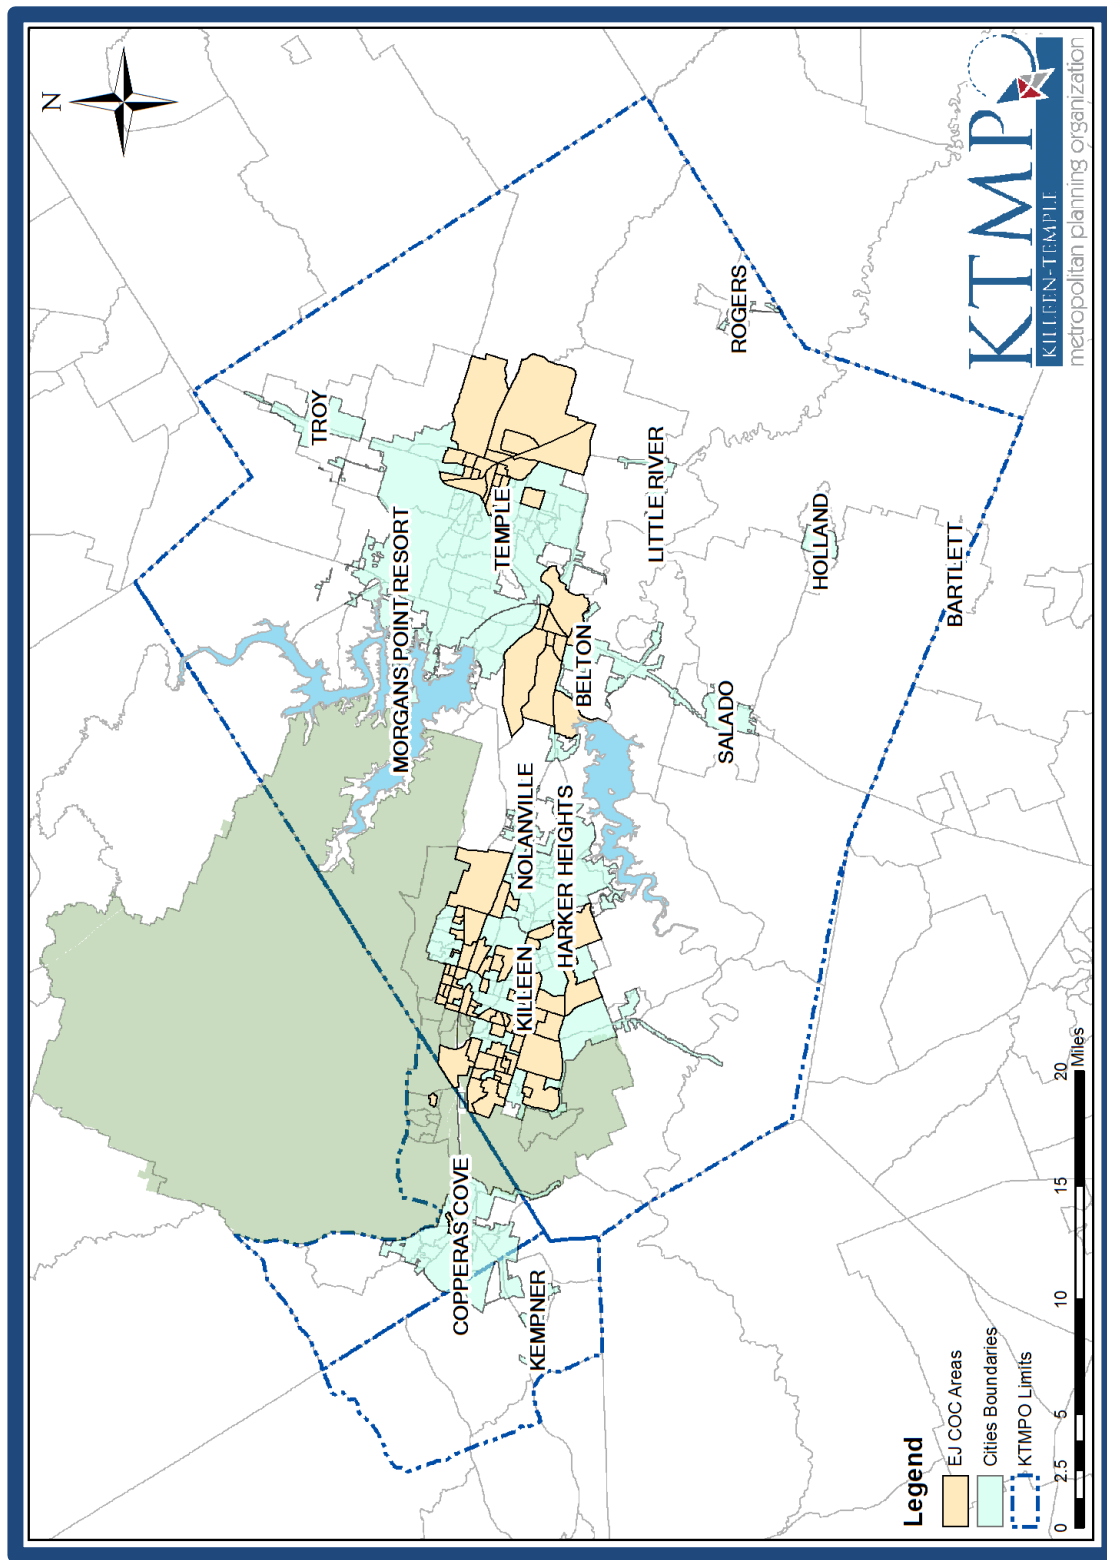 N
TROY
MORGANS POINT RESORT
TEMPLE
ROGERS
LITTLE RIVER
BELTON
HOLLAND
BARTLETT
SALADO
NOLANVILLE
HARKER HEIGHTS
KILLEEN
COPPERAS COVE
KEMPNER
KTMP
KILLEEN-TEMPLE
metropolitan planning organization
Legend
EJ COC Areas
Cities Boundaries
KTMPO Limits
0 2.5 5 10 15 20
Miles